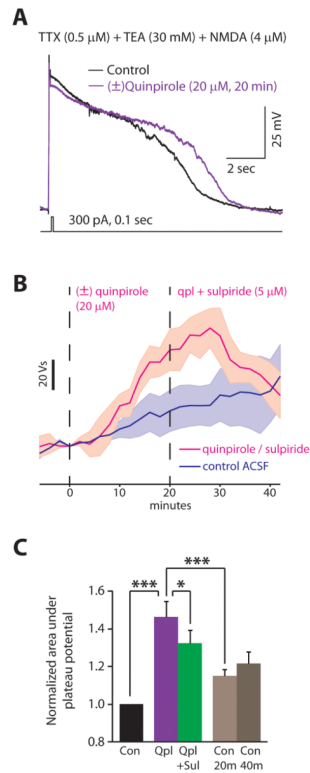 A
TTX (0.5 μM) + TEA (30 mM) + NMDA (4 μM)
Control
(±)Quinpirole (20 μM, 20 min)
25 mV
2 sec
300 pA, 0.1 sec
B
(±) quinpirole
(20 μM)
qpl + sulpiride (5 μM)
20 Vs
quinpirole / sulpiride
control ACSF
0 10 20 30 40
minutes
C
***
*** *
Normalized area under
plateau potential
1.6
1.4
1.2
1.0
0.8
Con Qpl Qpl Con Con
+Sul 20m 40m